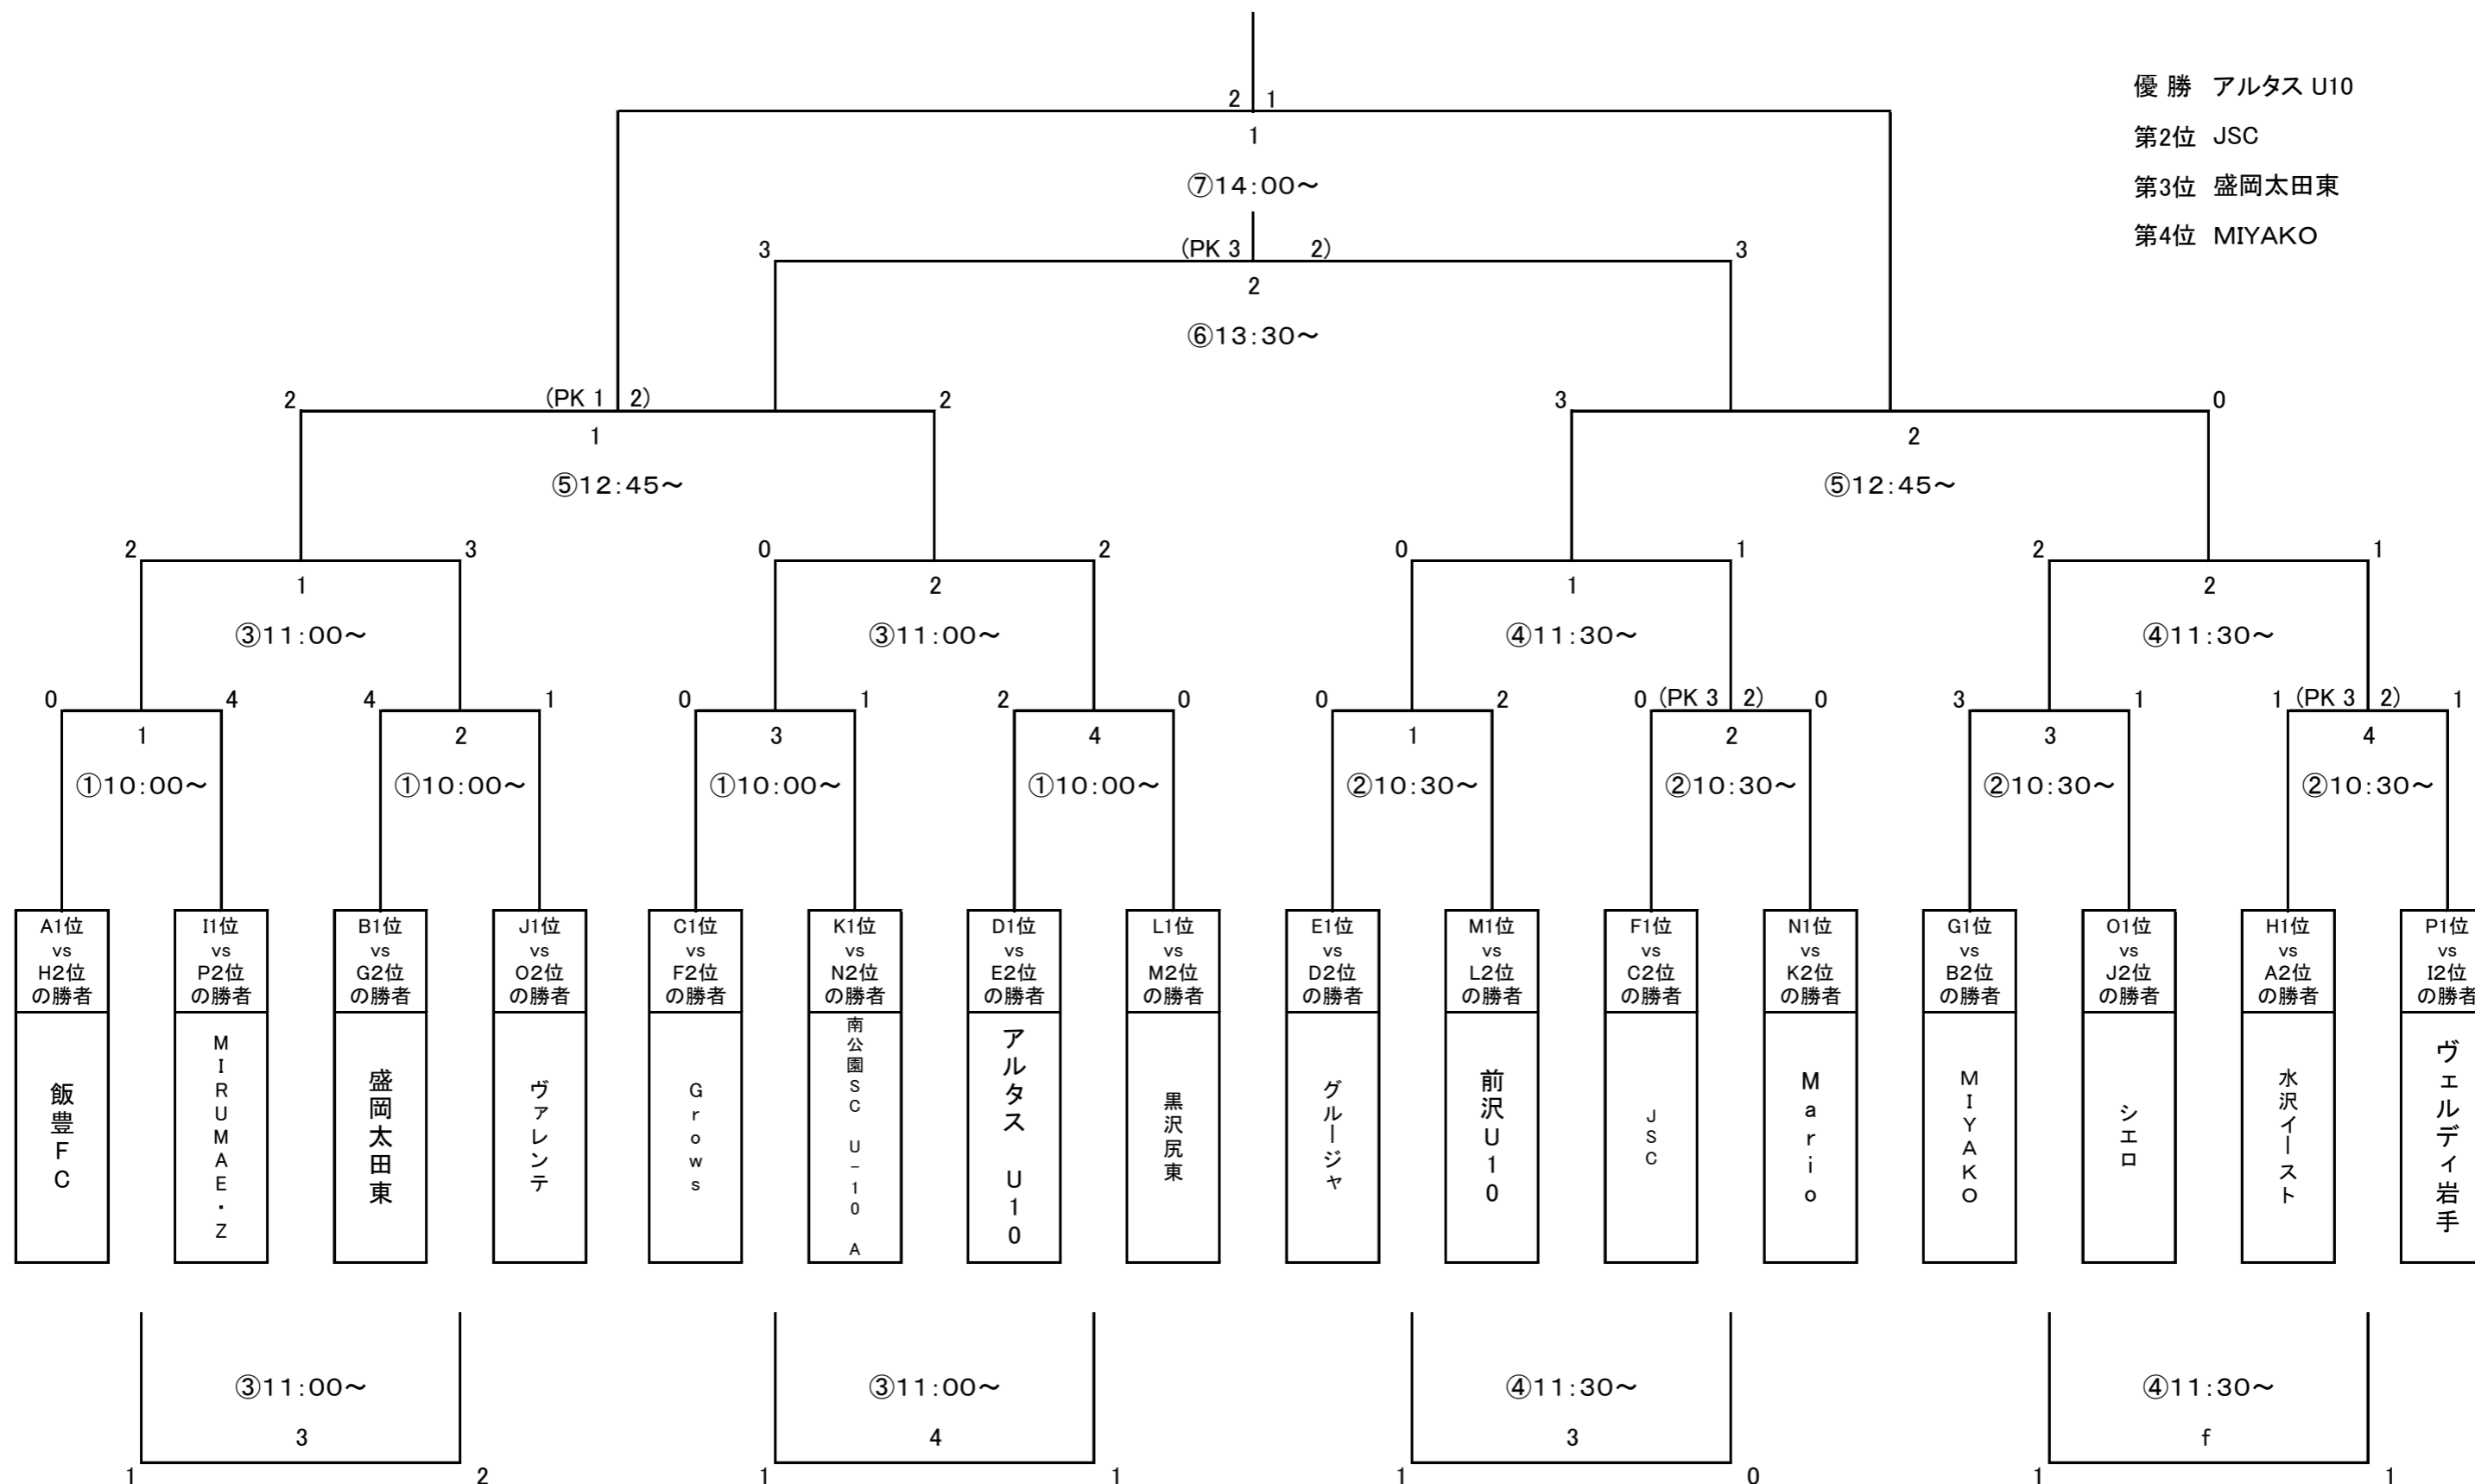 優 勝 アルタス U10
第2位 JSC
第3位 盛岡太田東
第4位 MIYAKO
2 1
1
⑦14:00～
3 (PK 3 2) 3
2
⑥13:30～
2 (PK 1 2) 2 3 0
1 2
⑤12:45～ ⑤12:45～
2 3 0 2 0 1 2 1
1 2 1 2
③11:00～ ③11:00～ ④11:30～ ④11:30～
0 4 4 1 0 1 2 0 0 2 0 (PK 3 2) 0 3 1 1 (PK 3 2) 1
1 2 3 4 1 2 3 4
①10:00～ ①10:00～ ①10:00～ ①10:00～ ②10:30～ ②10:30～ ②10:30～ ②10:30～
A1位 I1位 B1位 J1位 C1位 K1位 D1位 L1位 E1位 M1位 F1位 N1位 G1位 O1位 H1位 P1位
vs vs vs vs vs vs vs vs vs vs vs vs vs vs vs vs
H2位 P2位 G2位 O2位 F2位 N2位 E2位 M2位 D2位 L2位 C2位 K2位 B2位 J2位 A2位 I2位
の勝者 の勝者 の勝者 の勝者 の勝者 の勝者 の勝者 の勝者 の勝者 の勝者 の勝者 の勝者 の勝者 の勝者 の勝者 の勝者
飯豊FC
MIRUMAE・Z
盛岡太田東
ヴァレンテ
Grows
南公園SC U-10 A
アルタス U10
黒沢尻東
グルージャ
前沢U10
JSC
Mario
MIYAKO
シエロ
水沢イースト
ヴェルディ岩手
③11:00～ ③11:00～ ④11:30～ ④11:30～
3 4 3 f
1 2 1 1 1 0 1 1